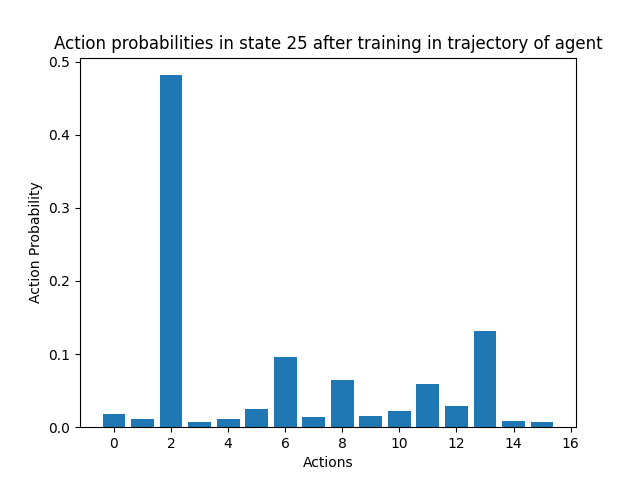 Action probabilities in state 25 after training in trajectory of agent
0.5
0.4
0.3
0.2
0.1
0.0
Action Probability
0 2 4 6 8 10 12 14 16
Actions